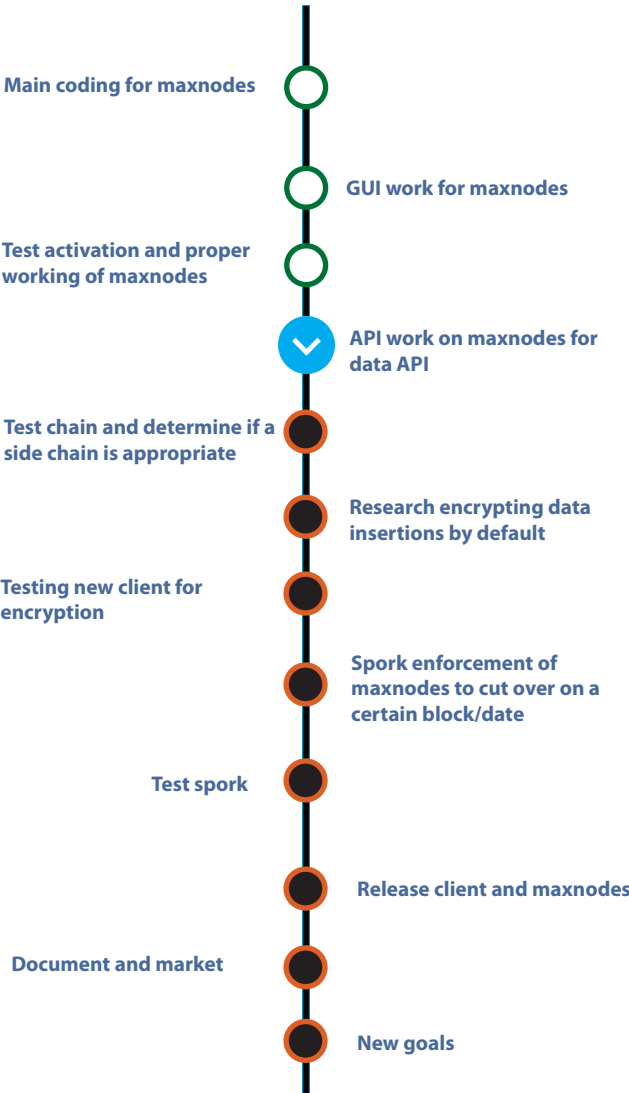 Main coding for maxnodes
GUI work for maxnodes
Test activation and proper
working of maxnodes
API work on maxnodes for
data API
Test chain and determine if a
side chain is appropriate
Research encrypting data
insertions by default
Testing new client for
encryption
Spork enforcement of
maxnodes to cut over on a
certain block/date
Test spork
Release client and maxnodes
Document and market
New goals